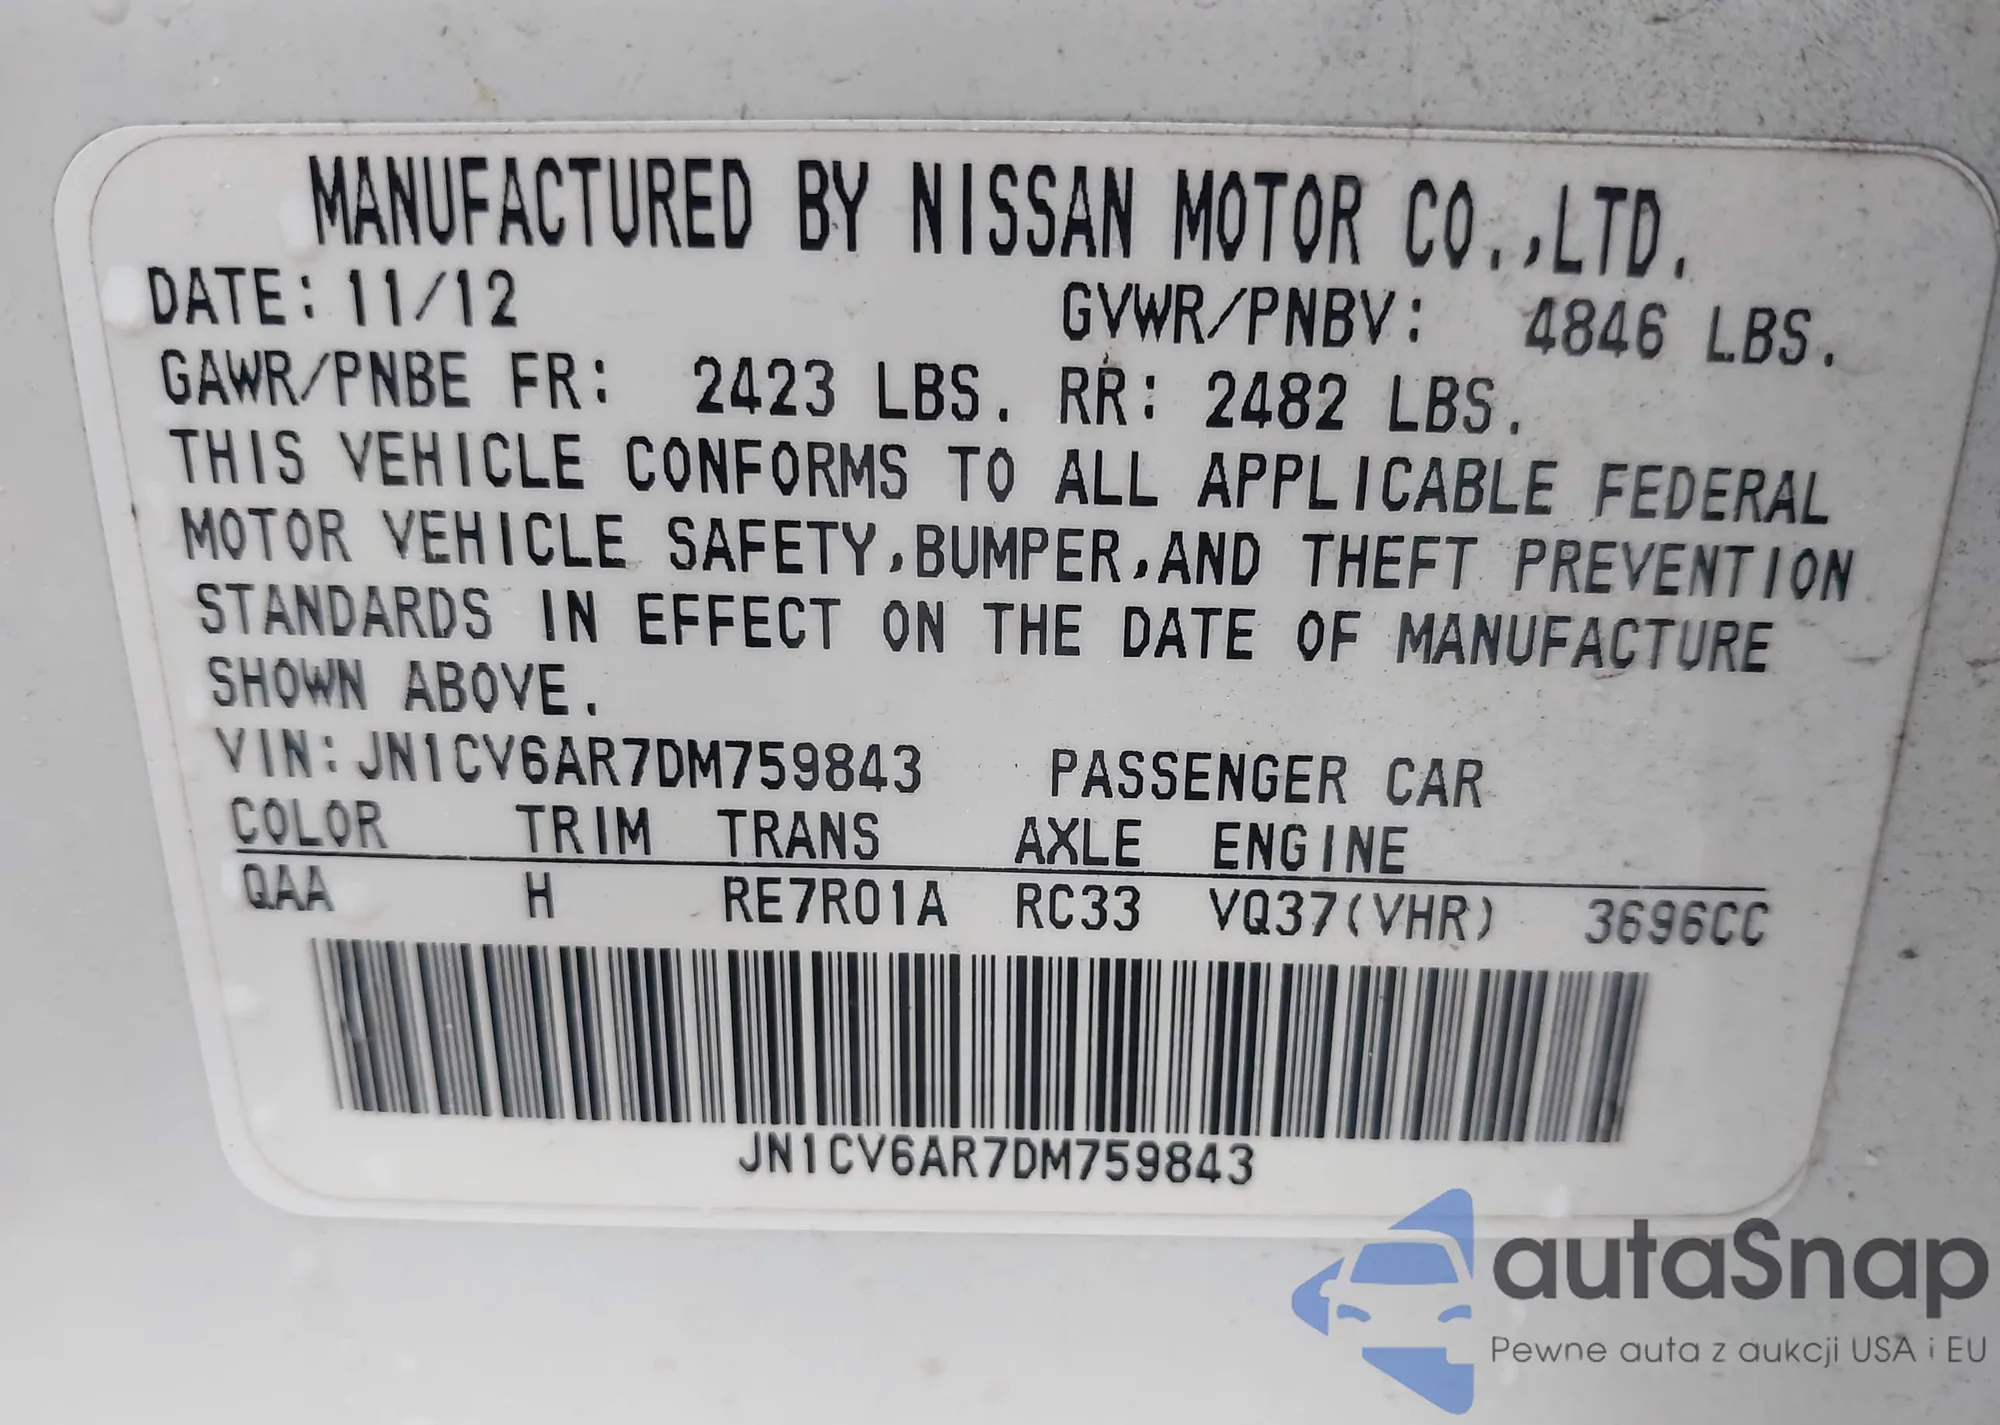 MANUFACTURED BY NISSAN MOTOR CO.,LTD.
DATE: 11/12 GVWR/PNBV: 4846 LBS.
GAWR/PNBE FR: 2423 LBS. RR: 2482 LBS.
THIS VEHICLE CONFORMS TO ALL APPLICABLE FEDERAL
MOTOR VEHICLE SAFETY,BUMPER,AND THEFT PREVENTION
STANDARDS IN EFFECT ON THE DATE OF MANUFACTURE
SHOWN ABOVE.
VIN:JN1CV6AR7DM759843 PASSENGER CAR
COLOR TRIM TRANS AXLE ENGINE
QAA H RE7R01A RC33 VQ37(VHR) 3696CC
JN1CV6AR7DM759843
autaSnap
Pewne auta z aukcji USA i EU